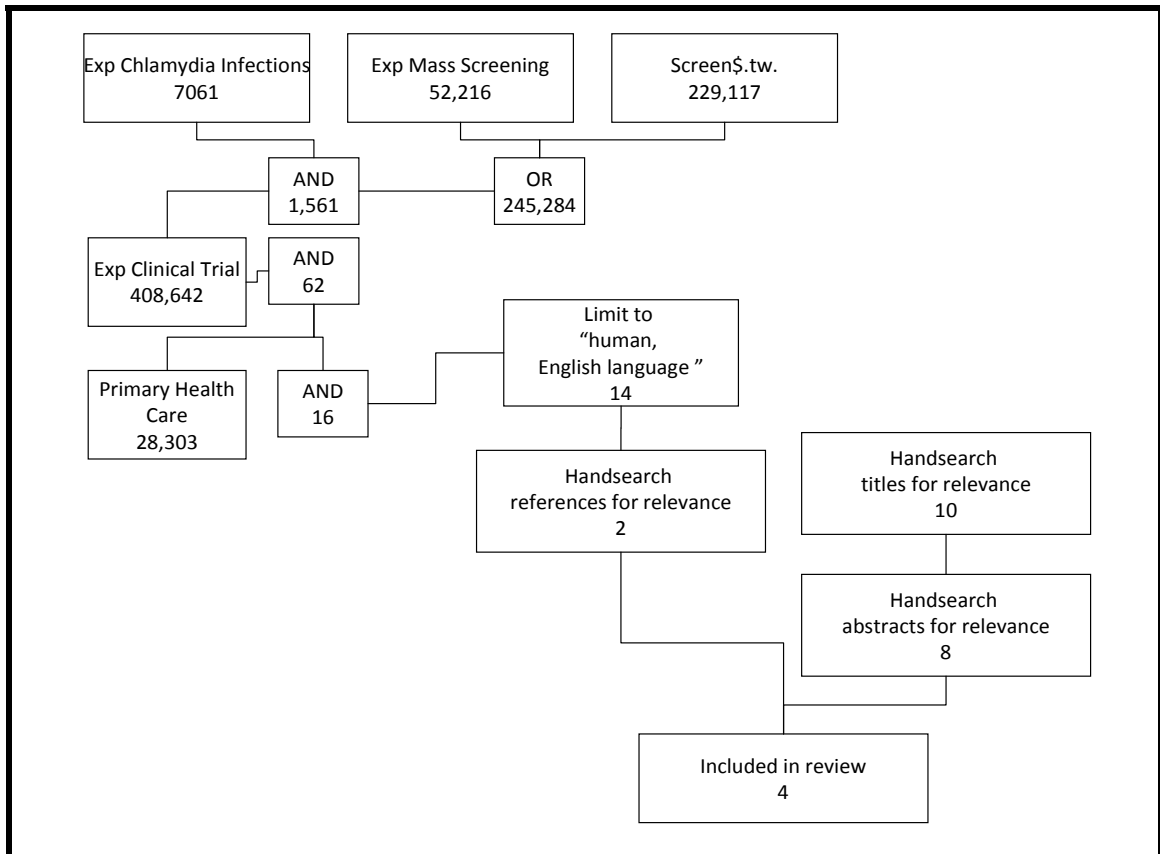 Exp Chlamydia Infections
7061
Exp Mass Screening
52,216
Screen$.tw.
229,117
AND
1,561
OR
245,284
Exp Clinical Trial
408,642
AND
62
Primary Health
Care
28,303
AND
16
Limit to
“human,
English language ”
14
Handsearch
references for relevance
2
Handsearch
titles for relevance
10
Handsearch
abstracts for relevance
8
Included in review
4